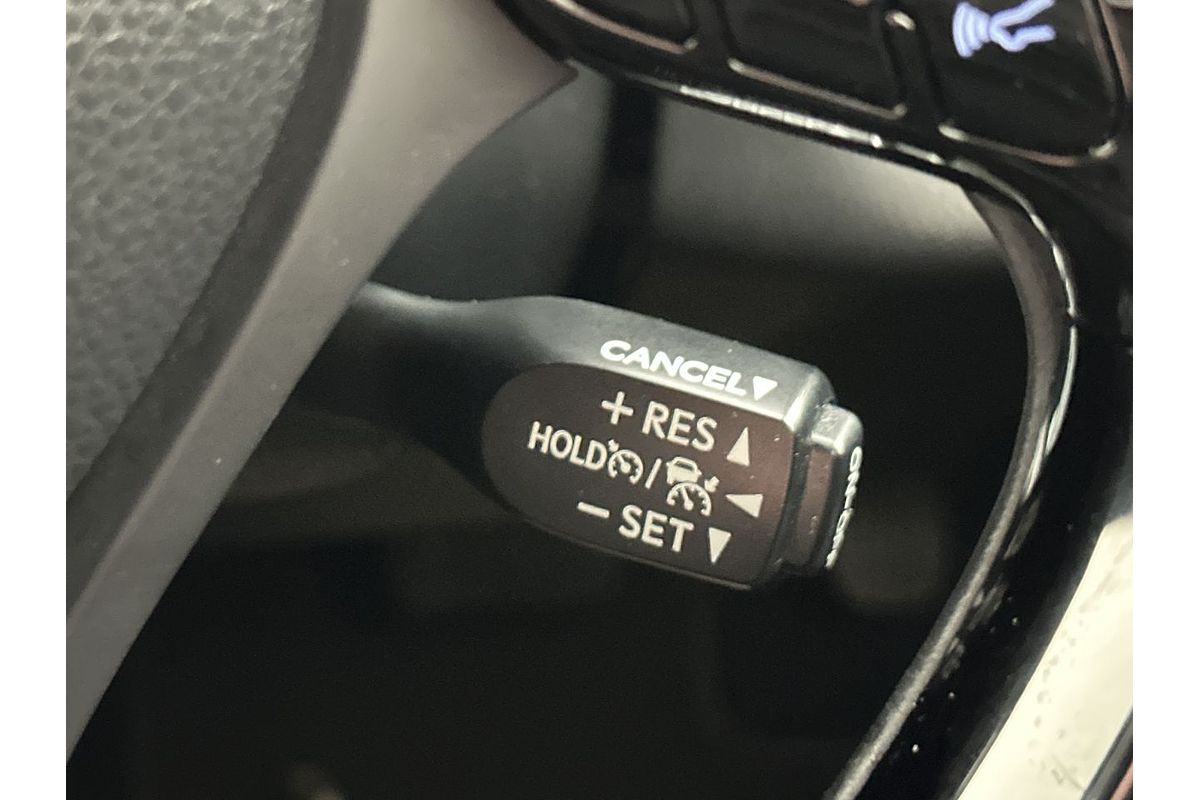 CANCEL▼
+ RES ▲
HOLD / ◀
− SET ▼